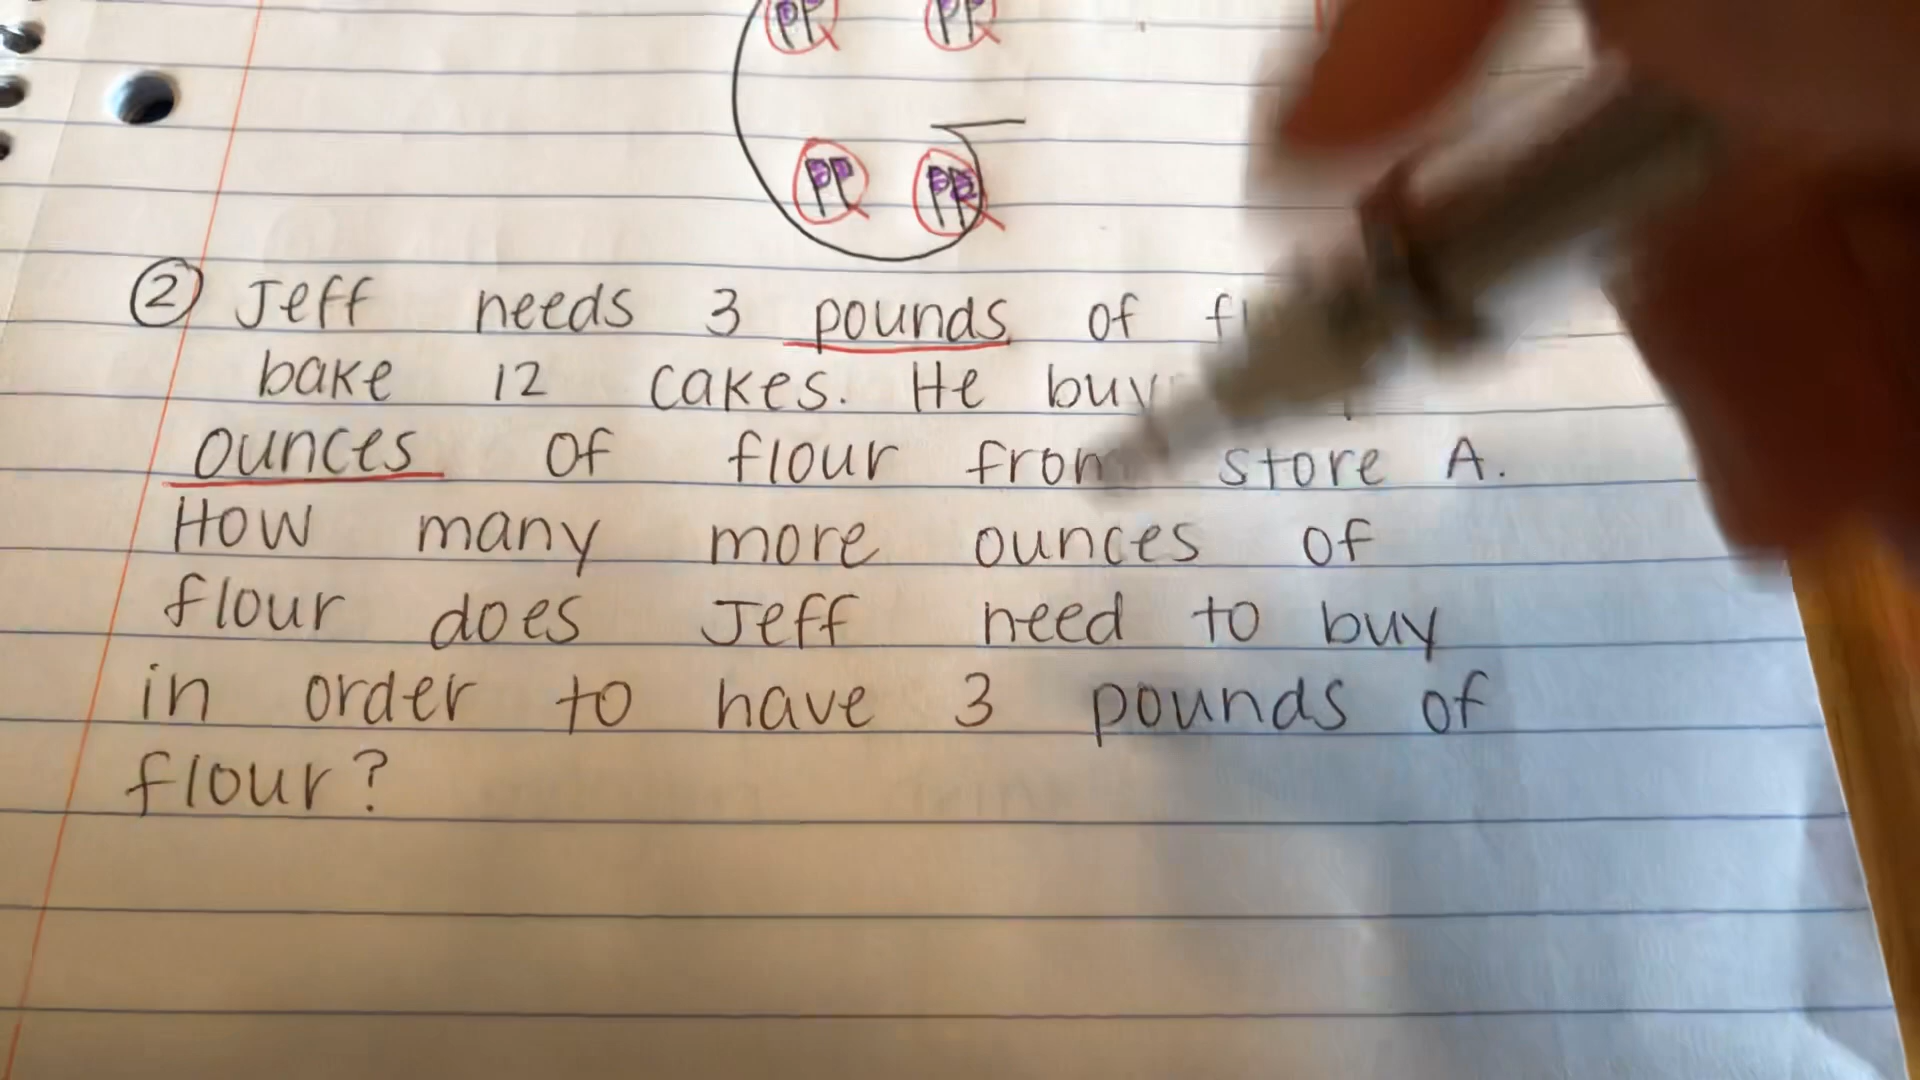 PP PP
PP PP
2 Jeff needs 3 pounds of
bake 12 cakes. He
ounces of flour from store A.
How many more ounces of
flour does Jeff need to buy
in order to have 3 pounds of
flour?